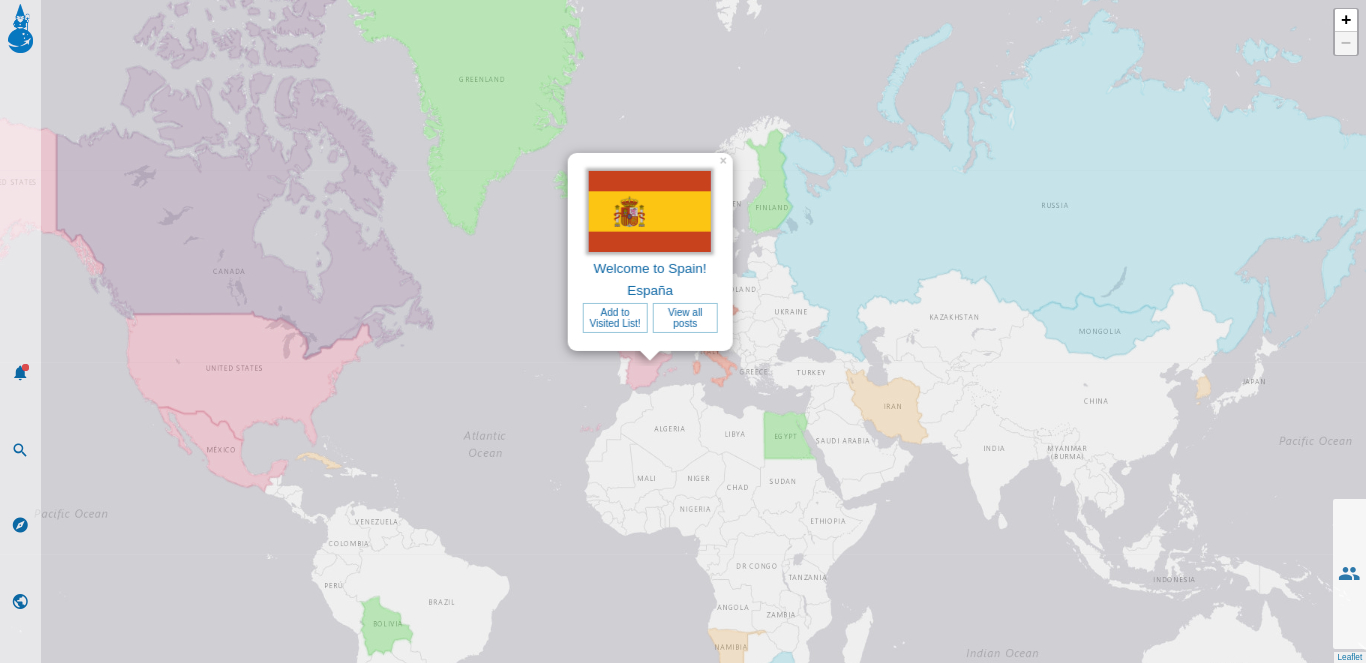 +
−
GREENLAND
D STATES
RUSSIA
FINLAND
×
Welcome to Spain!
España
Add to
Visited List!
View all
posts
CANADA
LAND
UKRAINE
KAZAKHSTAN
MONGOLIA
UNITED STATES
GREECE
TURKEY
JAPAN
CHINA
IRAN
Atlantic
Ocean
ALGERIA
LIBYA
EGYPT
SAUDI ARABIA
Pacific Ocean
MEXICO
INDIA
MYANMAR
(BURMA)
MALI
NIGER
CHAD
SUDAN
Pacific Ocean
NIGERIA
ETHIOPIA
VENEZUELA
COLOMBIA
DR CONGO
TANZANIA
INDONESIA
PERU
BRAZIL
ANGOLA
ZAMBIA
BOLIVIA
NAMIBIA
Indian Ocean
Leaflet